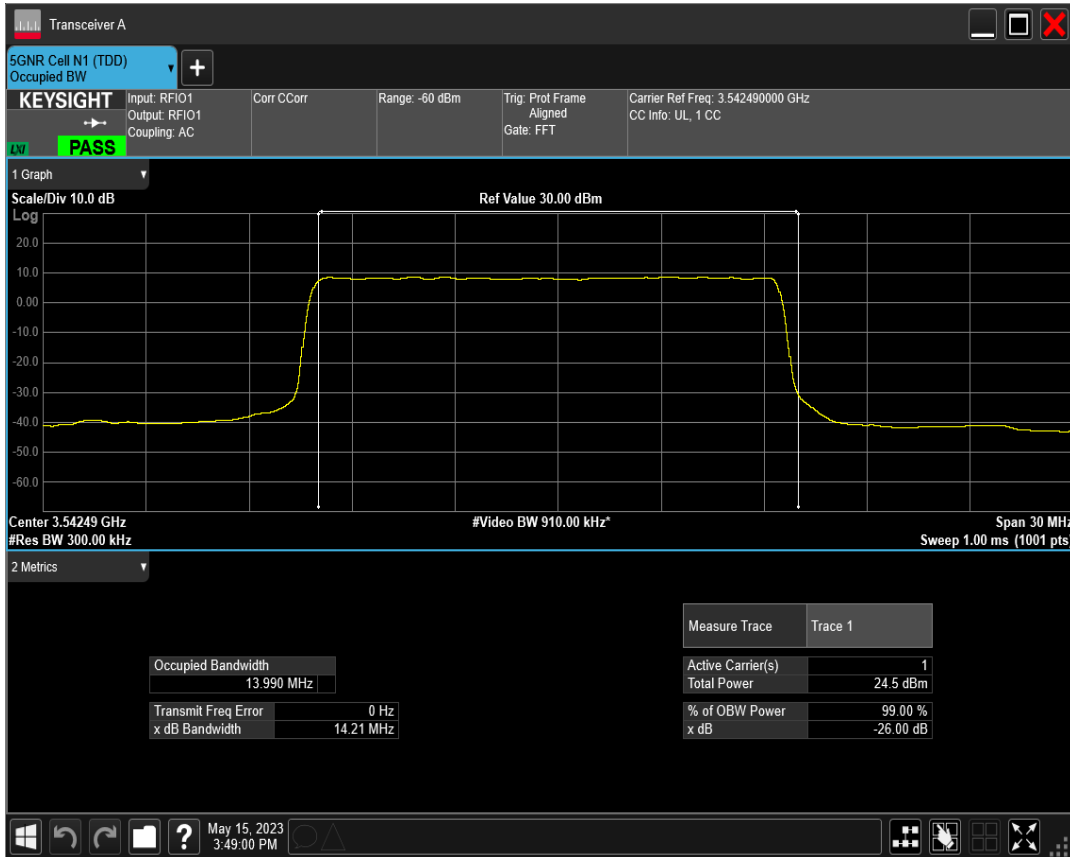 Transceiver A
5GNR Cell N1 (TDD)
Occupied BW
+
KEYSIGHT
LXI
PASS
Input: RFIO1
Output: RFIO1
Coupling: AC
Corr CCorr
Range: -60 dBm
Trig: Prot Frame
Aligned
Gate: FFT
Carrier Ref Freq: 3.542490000 GHz
CC Info: UL, 1 CC
1 Graph
Scale/Div 10.0 dB
Ref Value 30.00 dBm
Log
20.0
10.0
0.00
-10.0
-20.0
-30.0
-40.0
-50.0
-60.0
Center 3.54249 GHz
#Video BW 910.00 kHz*
Span 30 MHz
#Res BW 300.00 kHz
Sweep 1.00 ms (1001 pts)
2 Metrics
Measure Trace Trace 1
Occupied Bandwidth
13.990 MHz
Active Carrier(s) 1
Total Power 24.5 dBm
Transmit Freq Error 0 Hz
x dB Bandwidth 14.21 MHz
% of OBW Power 99.00 %
x dB -26.00 dB
?
May 15, 2023
3:49:00 PM